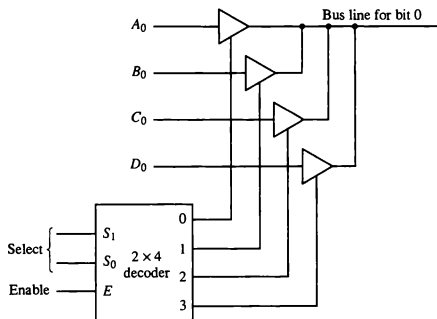 A₀ Bus line for bit 0
B₀
C₀
D₀
0
S₁
1
Select
2 × 4
decoder
S₀
2
Enable
E
3